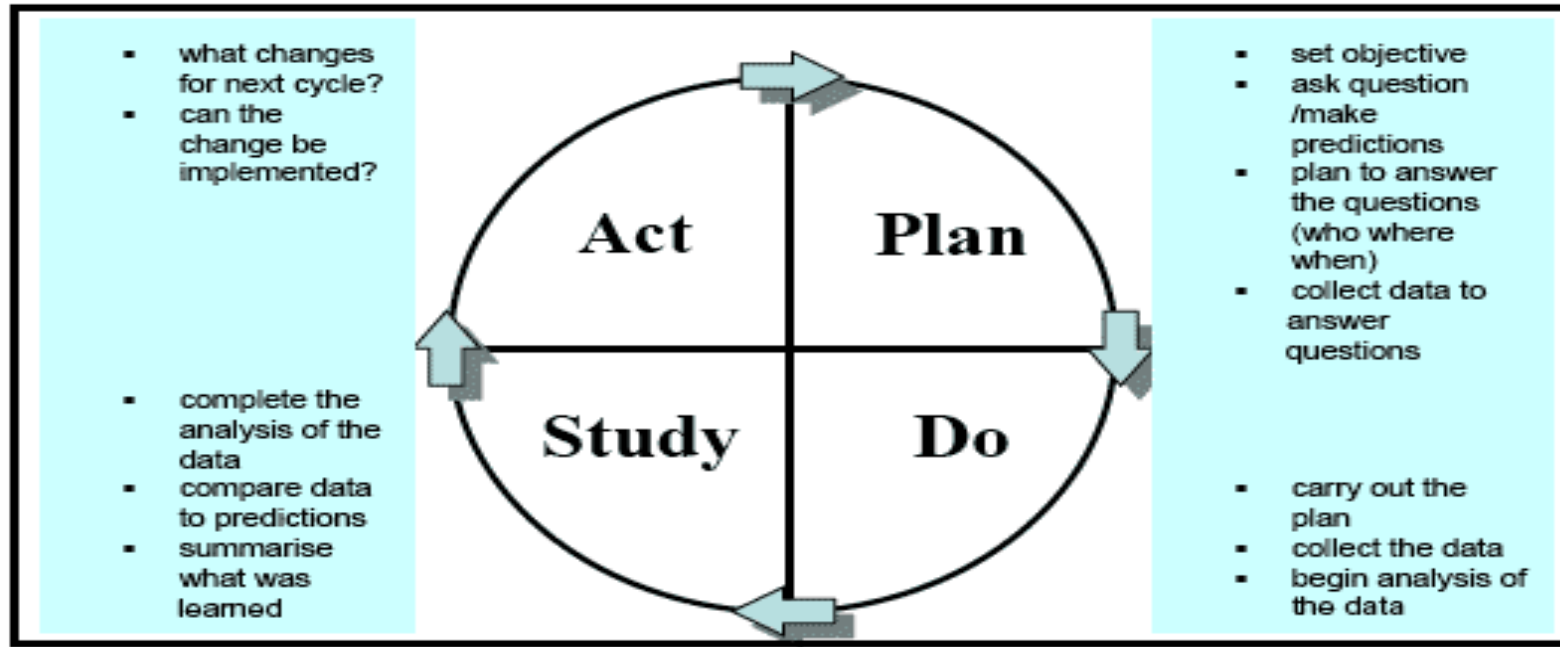 ▪ what changes
for next cycle?
▪ can the
change be
implemented?
▪ complete the
analysis of the
data
▪ compare data
to predictions
▪ summarise
what was
learned
Act
Plan
Study
Do
▪ set objective
▪ ask question
/make
predictions
▪ plan to answer
the questions
(who where
when)
▪ collect data to
answer
questions
▪ carry out the
plan
▪ collect the data
▪ begin analysis of
the data